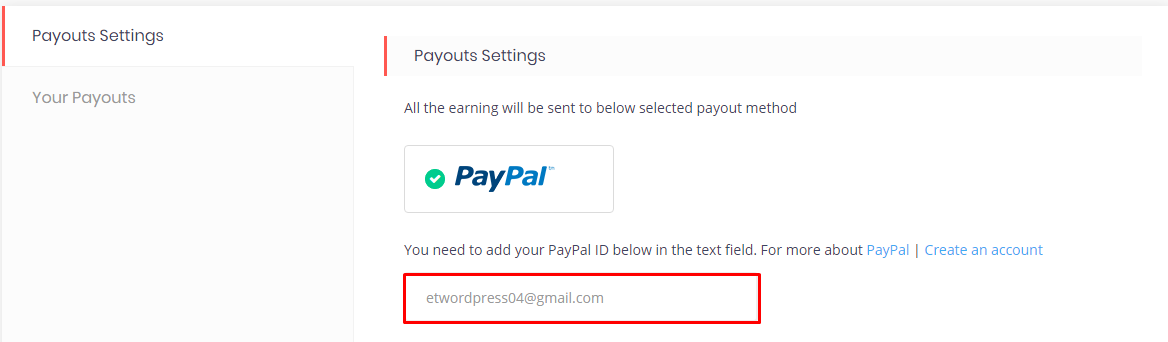 Payouts Settings
Your Payouts
Payouts Settings
All the earning will be sent to below selected payout method
PayPal™
You need to add your PayPal ID below in the text field. For more about PayPal | Create an account
etwordpress04@gmail.com